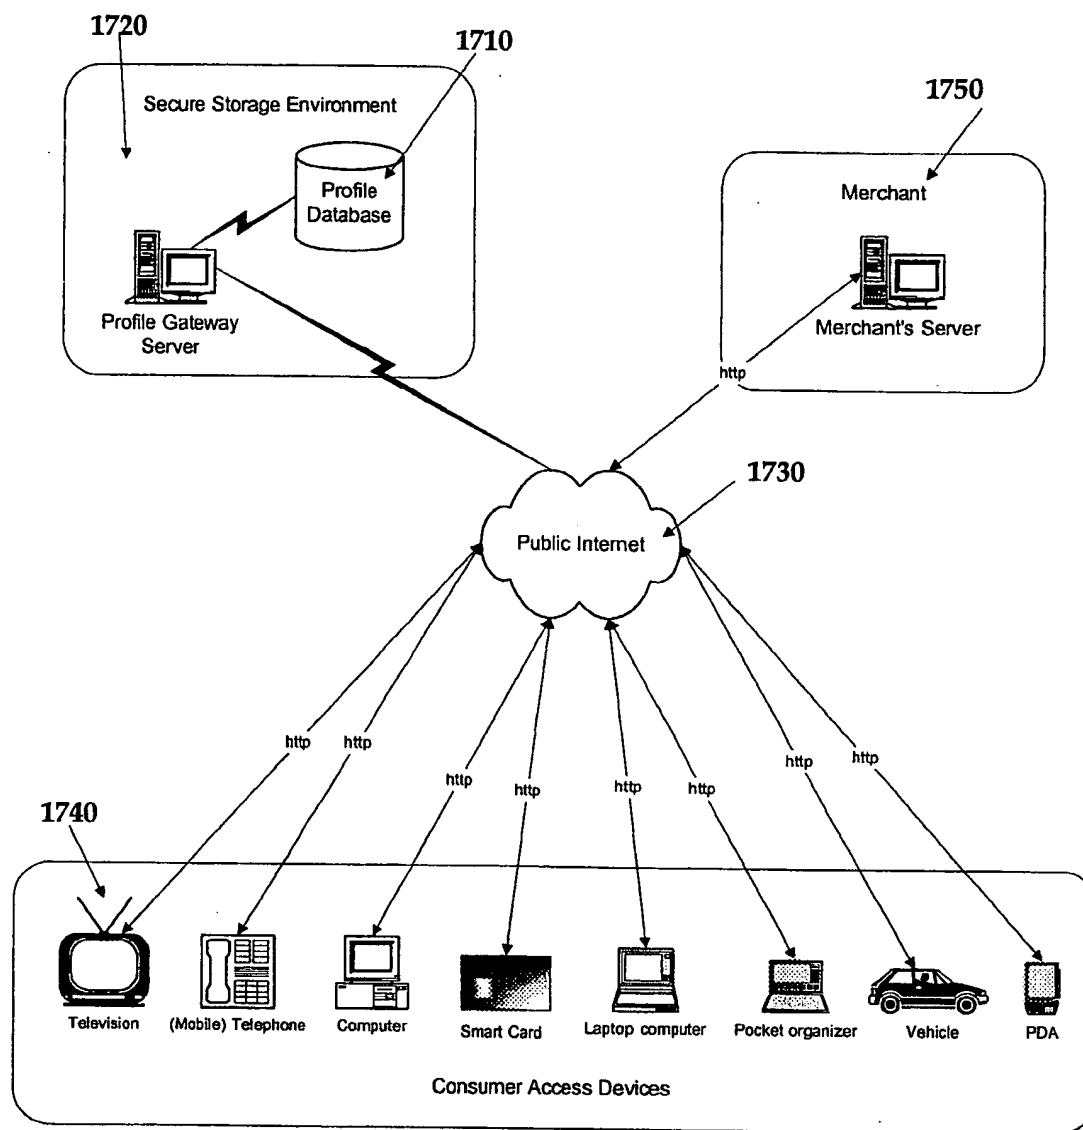 1720
1710
Secure Storage Environment
Profile
Database
Profile Gateway
Server
1750
Merchant
Merchant's Server
http
1730
Public Internet
http
http
http
http
http
http
http
http
1740
Television
(Mobile) Telephone
Computer
Smart Card
Laptop computer
Pocket organizer
Vehicle
PDA
Consumer Access Devices